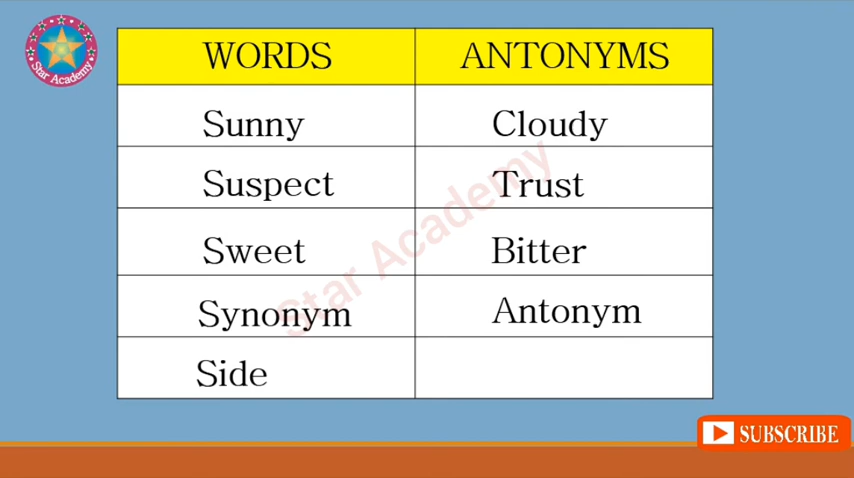 Star Academy
WORDS ANTONYMS
Sunny Cloudy
Suspect Trust
Sweet Bitter
Synonym Antonym
Side
Star Academy
SUBSCRIBE